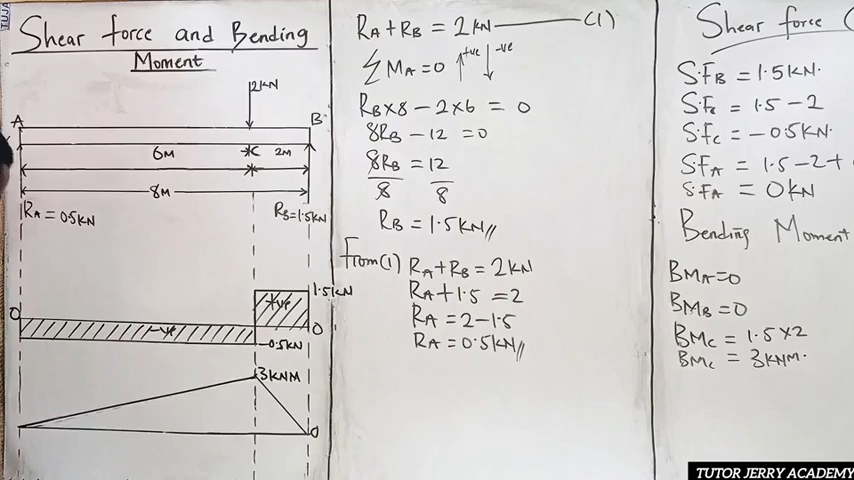 TUJA
Shear force and Bending
Moment
2KN
A
B
6M
C
2M
8M
RA = 0.5KN
RB=1.5KN
1.5KN
+ve
0
-ve
0
-0.5KN
3KNM
0
RA + RB = 2KN (1)
∑MA=0 ↑+ve ↓-ve
RB×8 - 2×6 = 0
8RB - 12 = 0
8RB = 12
8 8
RB = 1.5KN//
From(1) RA+RB = 2KN
RA + 1.5 = 2
RA = 2-1.5
RA = 0.5KN//
Shear force (
S.FB = 1.5KN.
S.Fc = 1.5-2
S.Fc = -0.5KN.
S.FA = 1.5-2+
S.FA = 0KN
Bending Moment
BMA=0
BMB=0
BMc = 1.5×2
BMc = 3KNM.
TUTOR JERRY ACADEMY